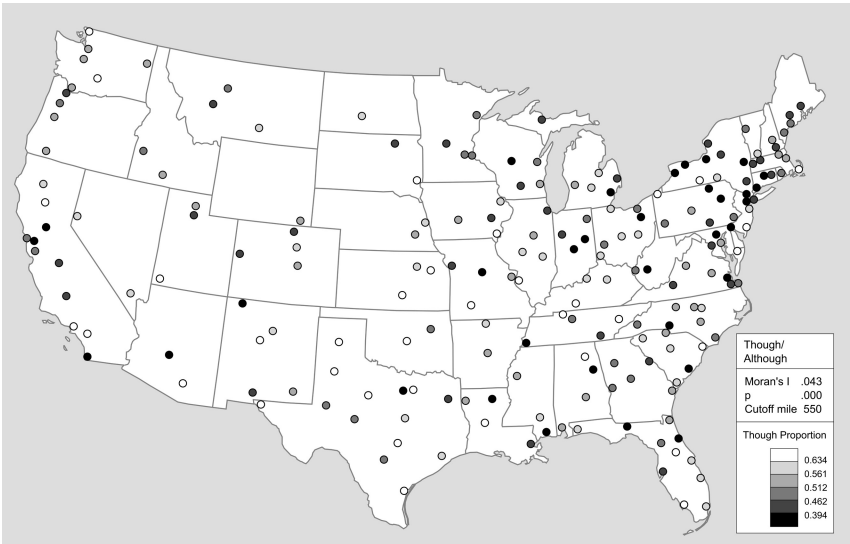 Though/
Although
Moran's I .043
p .000
Cutoff mile 550
Though Proportion
0.634
0.561
0.512
0.462
0.394